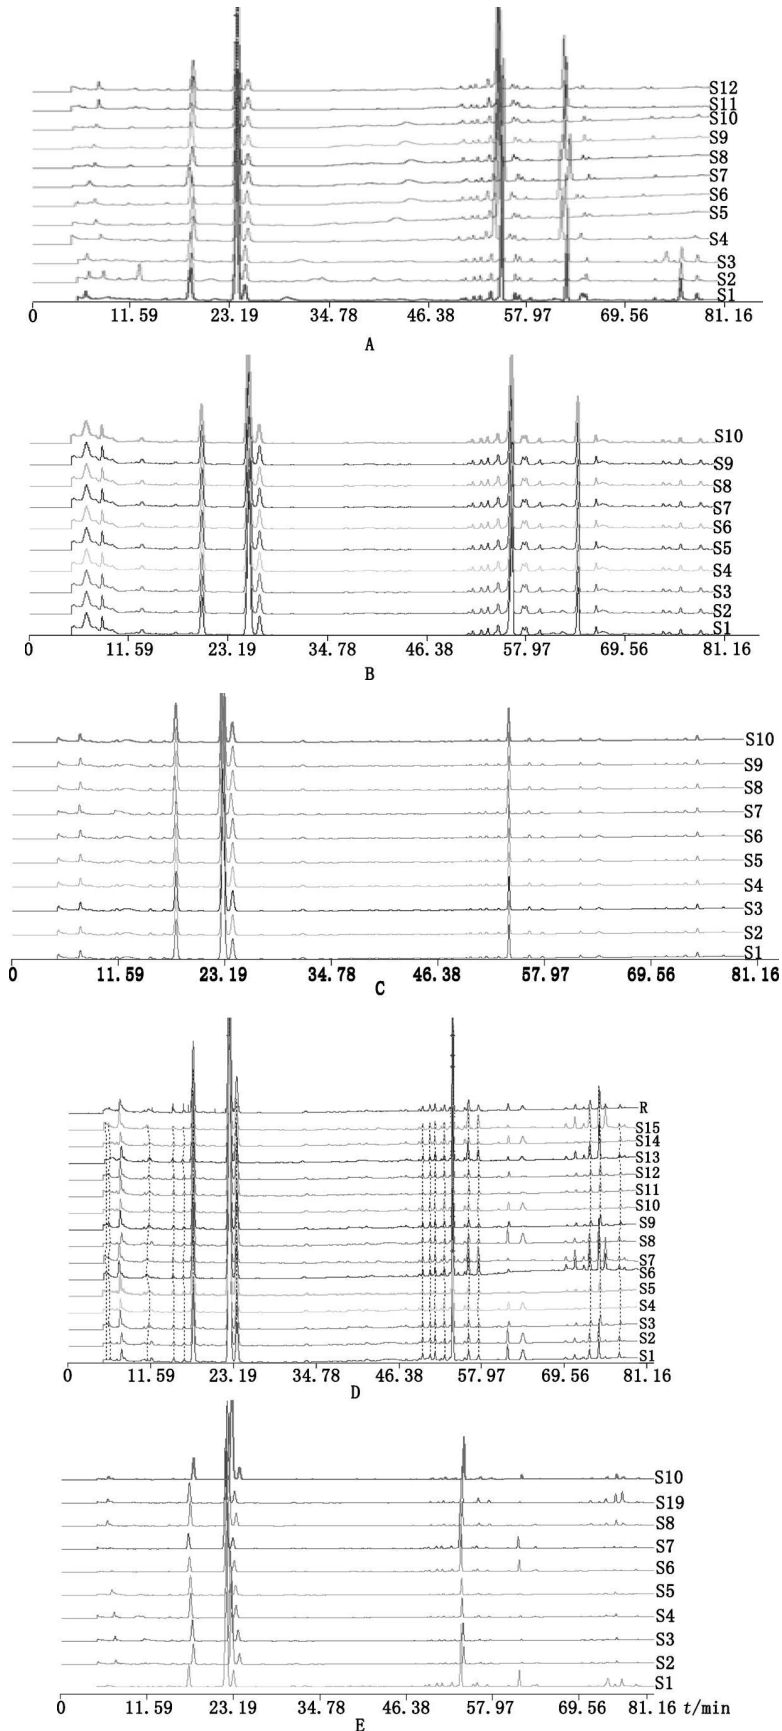 S12
S11
S10
S9
S8
S7
S6
S5
S4
S3
S2
S1
0 11.59 23.19 34.78 46.38 57.97 69.56 81.16
A
S10
S9
S8
S7
S6
S5
S4
S3
S2
S1
0 11.59 23.19 34.78 46.38 57.97 69.56 81.16
B
S10
S9
S8
S7
S6
S5
S4
S3
S2
S1
0 11.59 23.19 34.78 46.38 57.97 69.56 81.16
C
R
S15
S14
S13
S12
S11
S10
S9
S8
S7
S6
S5
S4
S3
S2
S1
0 11.59 23.19 34.78 46.38 57.97 69.56 81.16
D
S10
S19
S8
S7
S6
S5
S4
S3
S2
S1
0 11.59 23.19 34.78 46.38 57.97 69.56 81.16 t/min
E